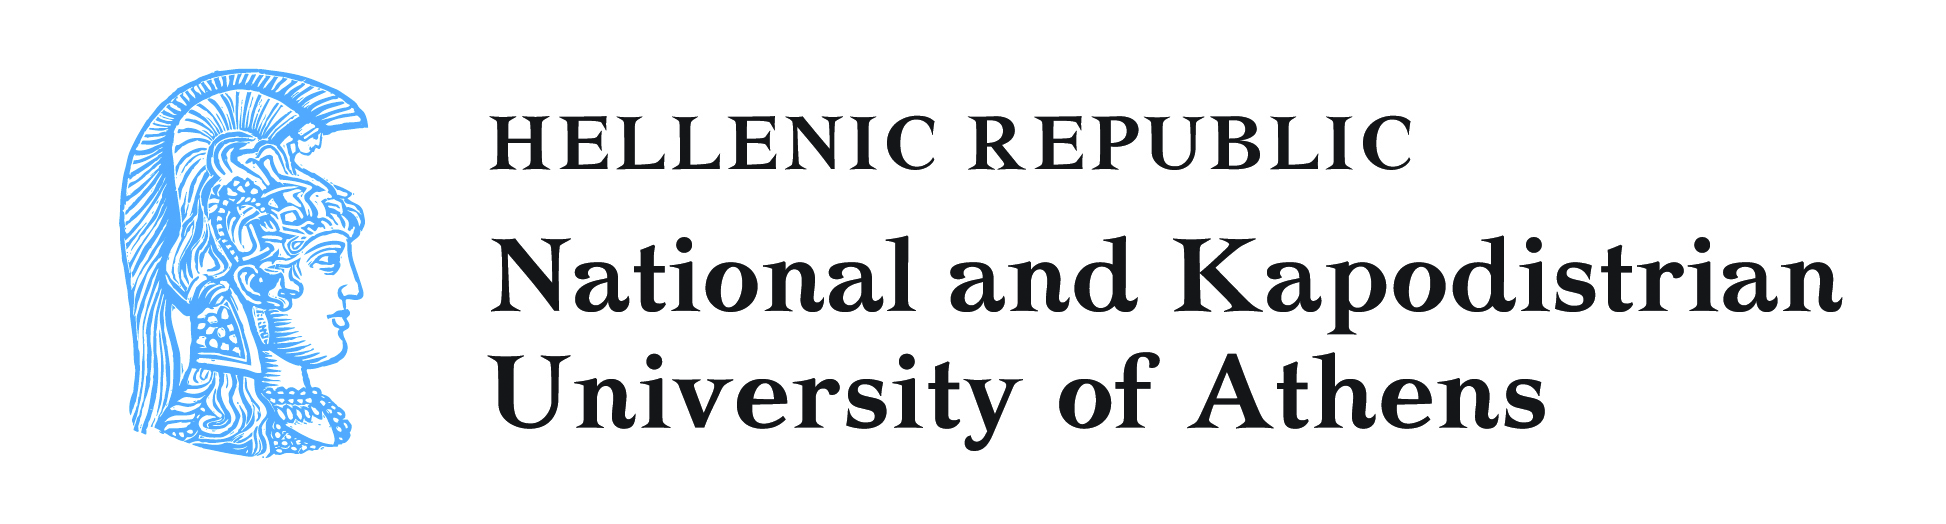 HELLENIC REPUBLIC
National and Kapodistrian
University of Athens